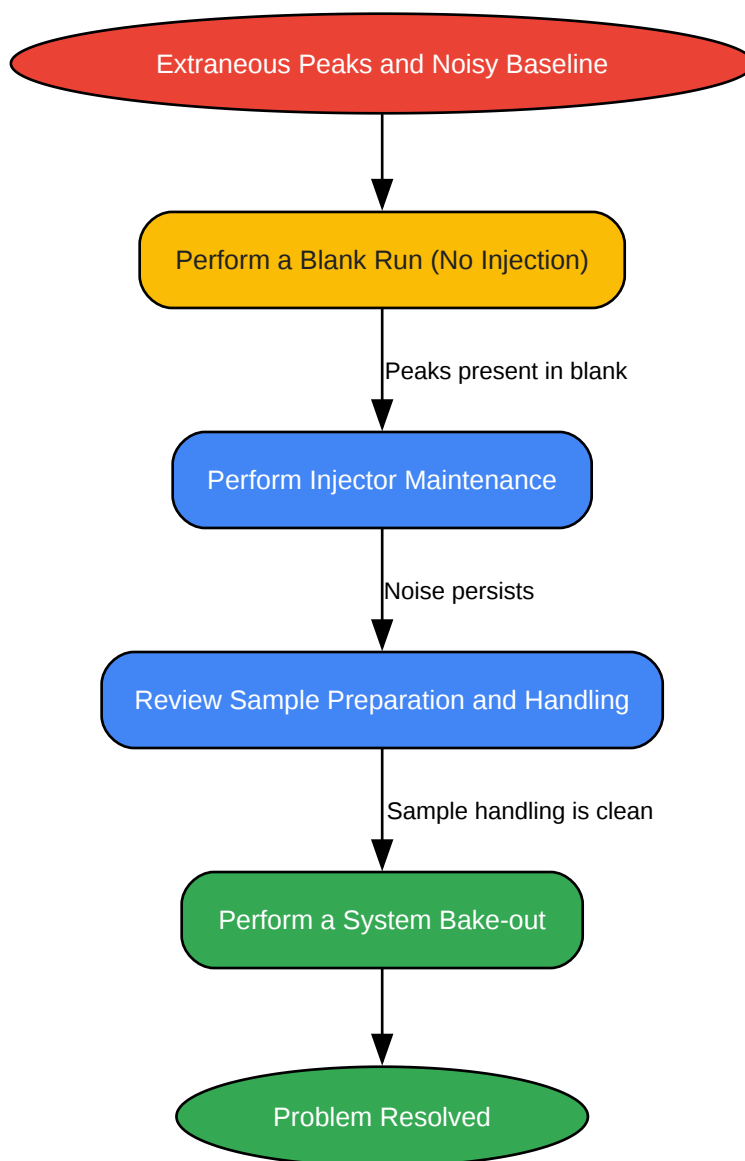 Extraneous Peaks and Noisy Baseline
Perform a Blank Run (No Injection)
Peaks present in blank
Perform Injector Maintenance
Noise persists
Review Sample Preparation and Handling
Sample handling is clean
Perform a System Bake-out
Problem Resolved